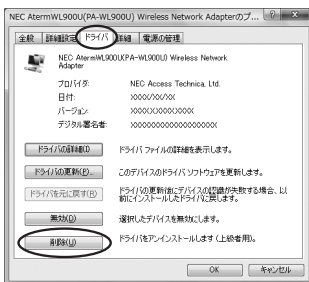 NEC AtermWL900U(PA-WL900U) Wireless Network Adapterのプ...
全般 詳細設定 ドライバ 詳細 電源の管理
NEC AtermWL900U(PA-WL900U) Wireless Network
Adapter
プロバイダ: NEC Access Technica, Ltd.
日付: XXXX/XX/XX
バージョン: XXXX.XXXX.XXXX
デジタル署名者: XXXXXXXXXXXXXXXXXXX
ドライバの詳細(I) ドライバ ファイルの詳細を表示します。
ドライバの更新(P)... このデバイスのドライバ ソフトウェアを更新します。
ドライバを元に戻す(R) ドライバの更新後にデバイスの認識が失敗する場合、以
前にインストールしたドライバに戻します。
無効(D) 選択したデバイスを無効にします。
削除(U) ドライバをアンインストールします (上級者用)。
OK キャンセル